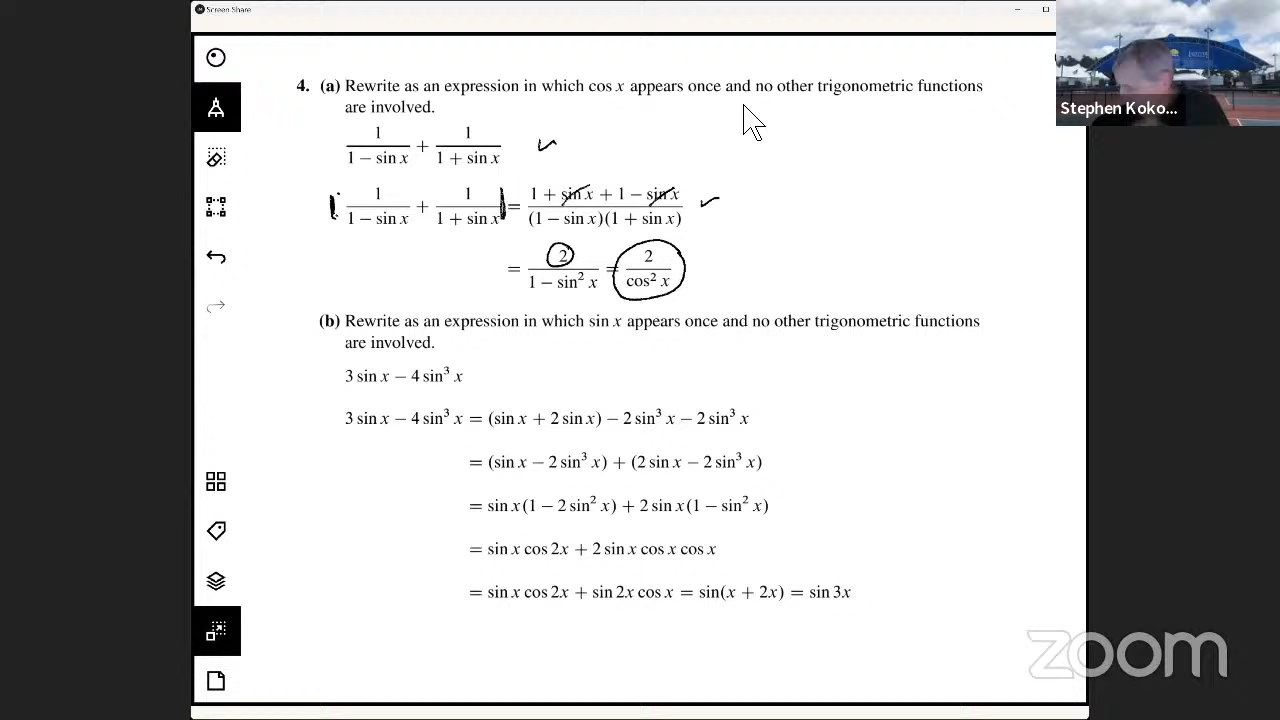 Screen Share
Stephen Koko...
4. (a) Rewrite as an expression in which cos x appears once and no other trigonometric functions
are involved.
1/(1 − sin x) + 1/(1 + sin x)
1/(1 − sin x) + 1/(1 + sin x) = (1 + sin x + 1 − sin x)/((1 − sin x)(1 + sin x))
= 2/(1 − sin² x) = 2/(cos² x)
(b) Rewrite as an expression in which sin x appears once and no other trigonometric functions
are involved.
3 sin x − 4 sin³ x
3 sin x − 4 sin³ x = (sin x + 2 sin x) − 2 sin³ x − 2 sin³ x
= (sin x − 2 sin³ x) + (2 sin x − 2 sin³ x)
= sin x(1 − 2 sin² x) + 2 sin x(1 − sin² x)
= sin x cos 2x + 2 sin x cos x cos x
= sin x cos 2x + sin 2x cos x = sin(x + 2x) = sin 3x
zoom